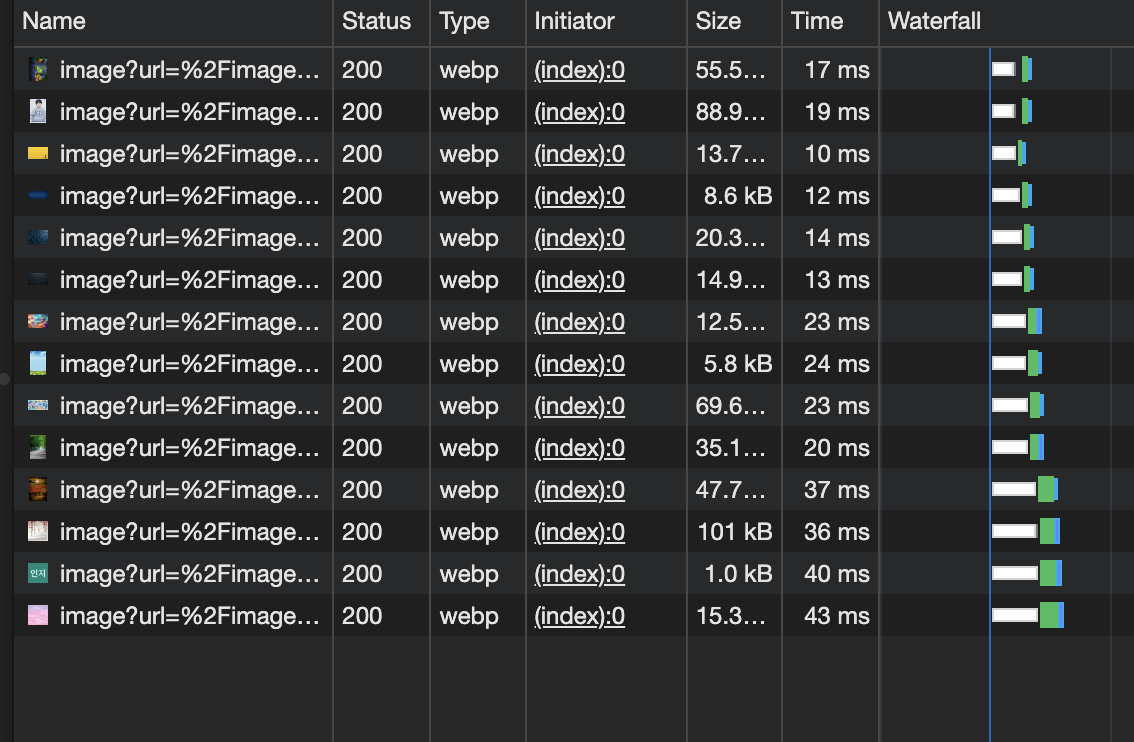 Name Status Type Initiator Size Time Waterfall
image?url=%2Fimage… 200 webp (index):0 55.5… 17 ms
image?url=%2Fimage… 200 webp (index):0 88.9… 19 ms
image?url=%2Fimage… 200 webp (index):0 13.7… 10 ms
image?url=%2Fimage… 200 webp (index):0 8.6 kB 12 ms
image?url=%2Fimage… 200 webp (index):0 20.3… 14 ms
image?url=%2Fimage… 200 webp (index):0 14.9… 13 ms
image?url=%2Fimage… 200 webp (index):0 12.5… 23 ms
image?url=%2Fimage… 200 webp (index):0 5.8 kB 24 ms
image?url=%2Fimage… 200 webp (index):0 69.6… 23 ms
image?url=%2Fimage… 200 webp (index):0 35.1… 20 ms
image?url=%2Fimage… 200 webp (index):0 47.7… 37 ms
image?url=%2Fimage… 200 webp (index):0 101 kB 36 ms
인지 image?url=%2Fimage… 200 webp (index):0 1.0 kB 40 ms
image?url=%2Fimage… 200 webp (index):0 15.3… 43 ms